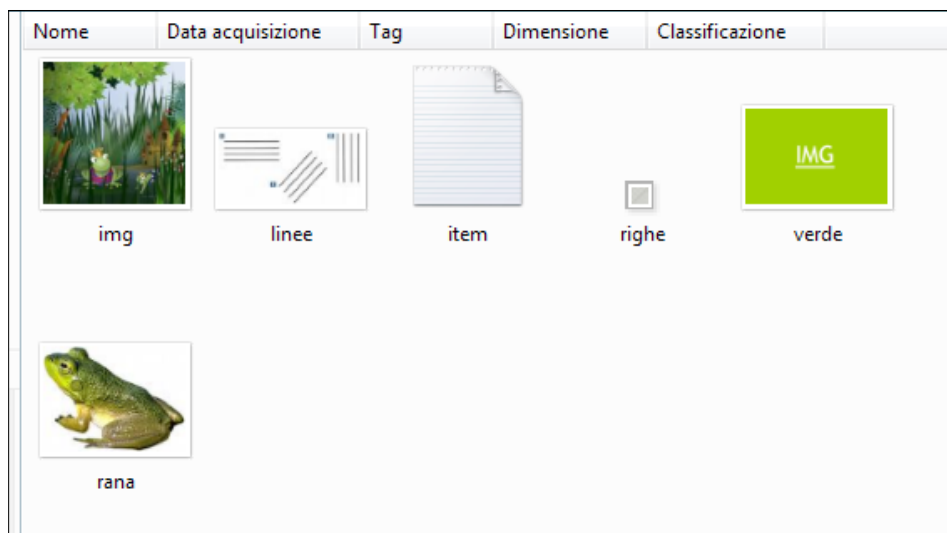 Nome Data acquisizione Tag Dimensione Classificazione
IMG
img linee item righe verde
rana